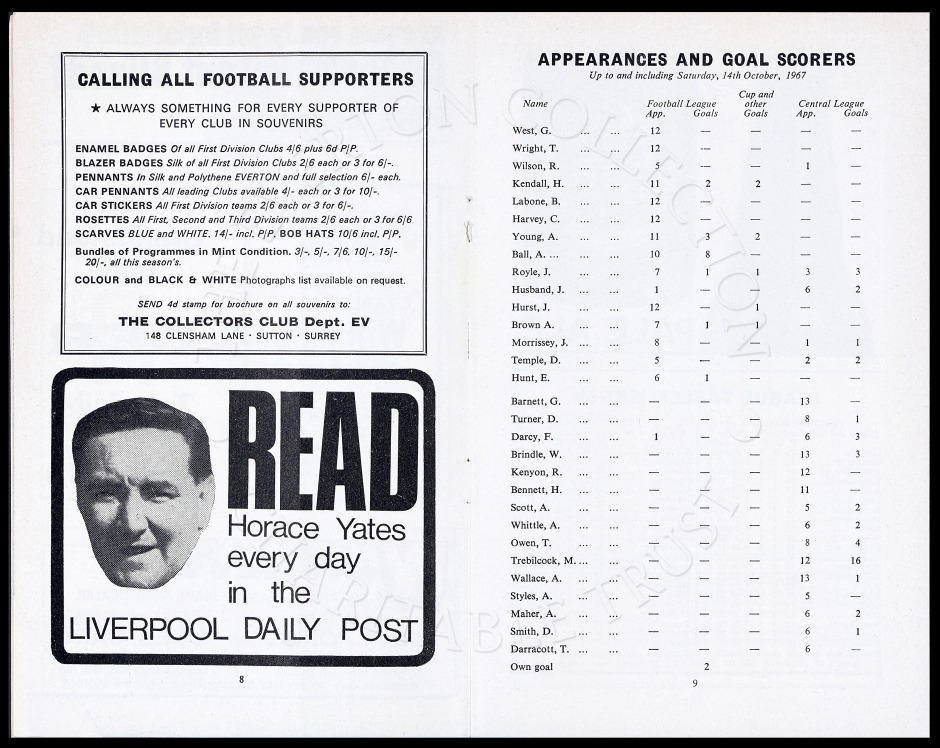 CALLING ALL FOOTBALL SUPPORTERS
★ ALWAYS SOMETHING FOR EVERY SUPPORTER OF
EVERY CLUB IN SOUVENIRS
ENAMEL BADGES Of all First Division Clubs 4/6 plus 6d P/P.
BLAZER BADGES Silk of all First Division Clubs 2/6 each or 3 for 6/-.
PENNANTS In Silk and Polythene EVERTON and full selection 6/- each.
CAR PENNANTS All leading Clubs available 4/- each or 3 for 10/-.
CAR STICKERS All First Division teams 2/6 each or 3 for 6/-.
ROSETTES All First, Second and Third Division teams 2/6 each or 3 for 6/6
SCARVES BLUE and WHITE. 14/- incl. P/P. BOB HATS 10/6 incl. P/P.
Bundles of Programmes in Mint Condition. 3/-, 5/-, 7/6, 10/-, 15/-
20/-, all this season's.
COLOUR and BLACK & WHITE Photographs list available on request.
SEND 4d stamp for brochure on all souvenirs to:
THE COLLECTORS CLUB Dept. EV
148 CLENSHAM LANE · SUTTON · SURREY
READ
Horace Yates
every day
in the
LIVERPOOL DAILY POST
8
APPEARANCES AND GOAL SCORERS
Up to and including Saturday, 14th October, 1967
Name Football League App. Goals Cup and other Goals Central League App. Goals
West, G. ... ... 12 — — — —
Wright, T. ... ... 12 — — — —
Wilson, R. ... ... 5 — — 1 —
Kendall, H. ... ... 11 2 2 — —
Labone, B. ... ... 12 — — — —
Harvey, C. ... ... 12 — — — —
Young, A. ... ... 11 3 2 — —
Ball, A. ... ... 10 8 — — —
Royle, J. ... ... 7 1 1 3 3
Husband, J. ... ... 1 — — 6 2
Hurst, J. ... ... 12 — 1 — —
Brown A. ... ... 7 1 1 — —
Morrissey, J. ... ... 8 — — 1 1
Temple, D. ... ... 5 — — 2 2
Hunt, E. ... ... 6 1 — — —
Barnett, G. ... ... — — — 13 —
Turner, D. ... ... — — — 8 1
Darcy, F. ... ... 1 — — 6 3
Brindle, W. ... ... — — — 13 3
Kenyon, R. ... ... — — — 12 —
Bennett, H. ... ... — — — 11 —
Scott, A. ... ... — — — 5 2
Whittle, A. ... ... — — — 6 2
Owen, T. ... ... — — — 8 4
Trebilcock, M. ... ... — — — 12 16
Wallace, A. ... ... — — — 13 1
Styles, A. ... ... — — — 5 —
Maher, A. ... ... — — — 6 2
Smith, D. ... ... — — — 6 1
Darracott, T. ... ... — — — 6 —
Own goal 2
9